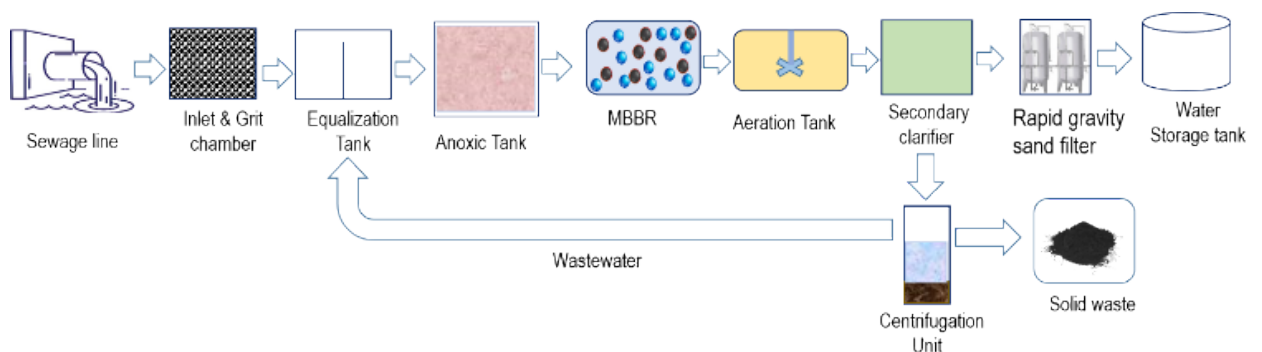 Sewage line
Inlet & Grit
chamber
Equalization
Tank
Anoxic Tank
MBBR
Aeration Tank
Secondary
clarifier
Rapid gravity
sand filter
Water
Storage tank
Wastewater
Centrifugation
Unit
Solid waste